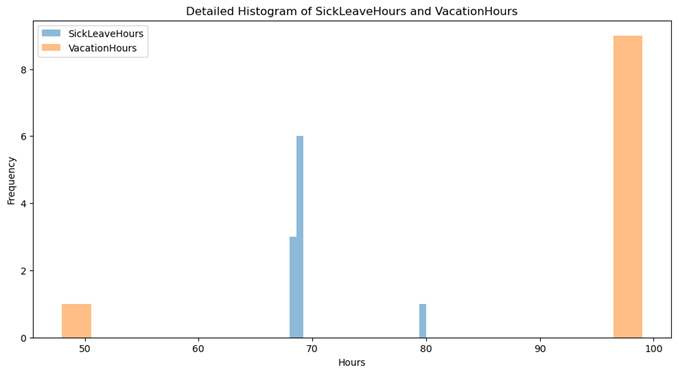 Detailed Histogram of SickLeaveHours and VacationHours
SickLeaveHours
VacationHours
8
6
4
2
0
Frequency
50 60 70 80 90 100
Hours